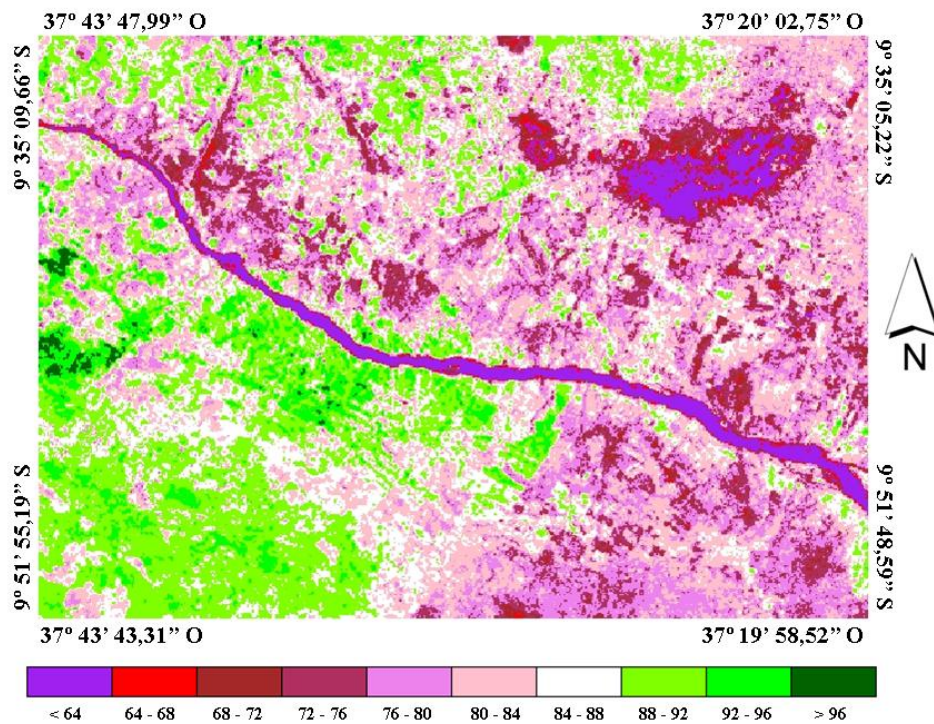 37º 43' 47,99” O
37º 20' 02,75” O
9º 35' 09,66” S
9º 35' 05,22” S
N
9º 51' 55,19” S
9º 51' 48,59” S
37º 43' 43,31” O
37º 19' 58,52” O
< 64
64 - 68
68 - 72
72 - 76
76 - 80
80 - 84
84 - 88
88 - 92
92 - 96
> 96